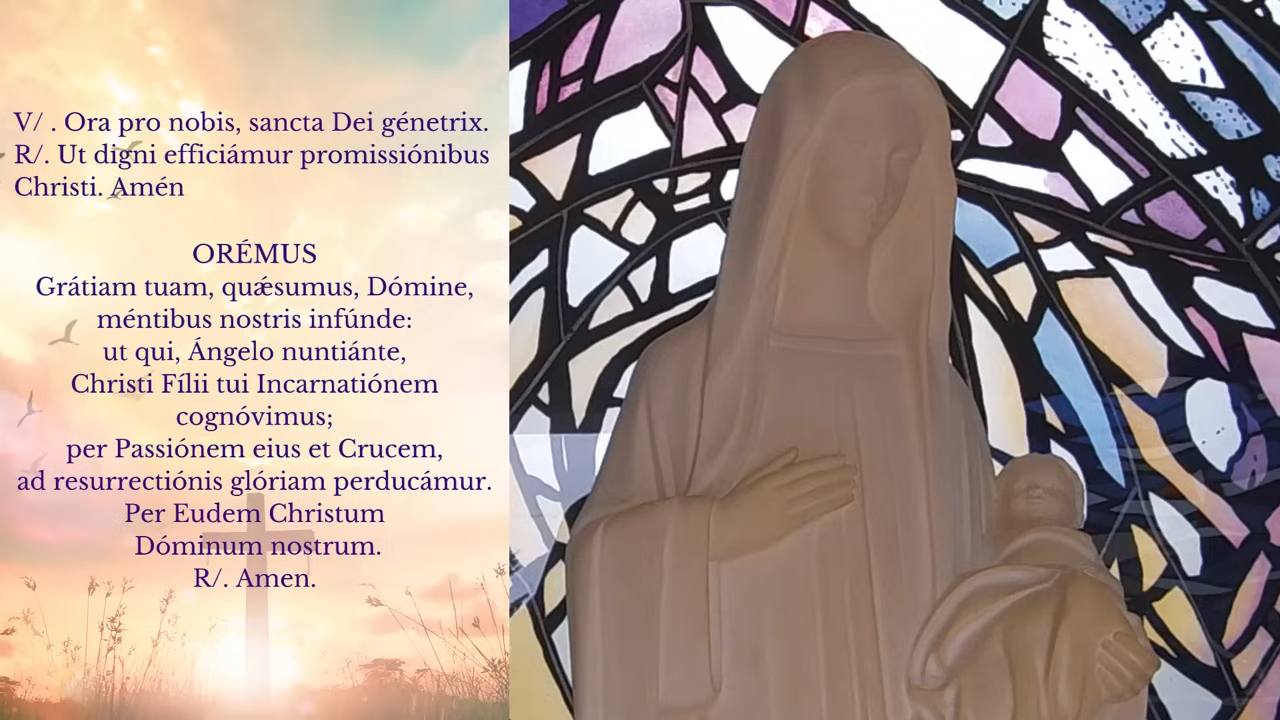 V/ . Ora pro nobis, sancta Dei génetrix.
R/. Ut digni efficiámur promissiónibus
Christi. Amén
ORÉMUS
Grátiam tuam, quǽsumus, Dómine,
méntibus nostris infúnde:
ut qui, Ángelo nuntiánte,
Christi Fílii tui Incarnatiónem
cognóvimus;
per Passiónem eius et Crucem,
ad resurrectiónis glóriam perducámur.
Per Eudem Christum
Dóminum nostrum.
R/. Amen.